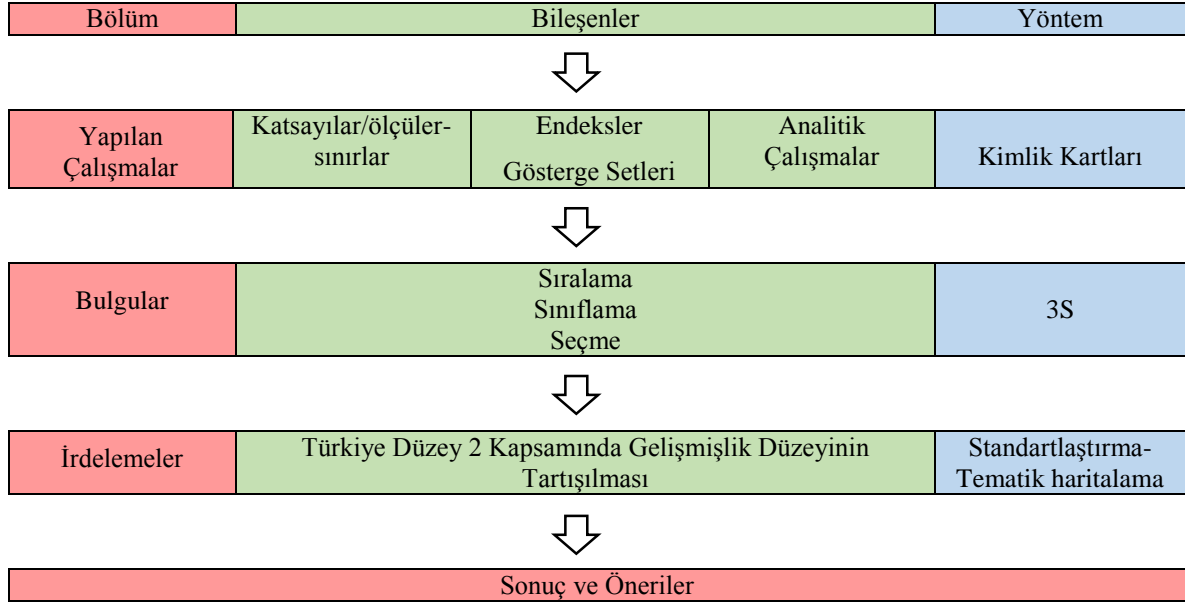 Bölüm
Bileşenler
Yöntem
Yapılan
Çalışmalar
Katsayılar/ölçüler-
sınırlar
Endeksler
Gösterge Setleri
Analitik
Çalışmalar
Kimlik Kartları
Bulgular
Sıralama
Sınıflama
Seçme
3S
İrdelemeler
Türkiye Düzey 2 Kapsamında Gelişmişlik Düzeyinin
Tartışılması
Standartlaştırma-
Tematik haritalama
Sonuç ve Öneriler